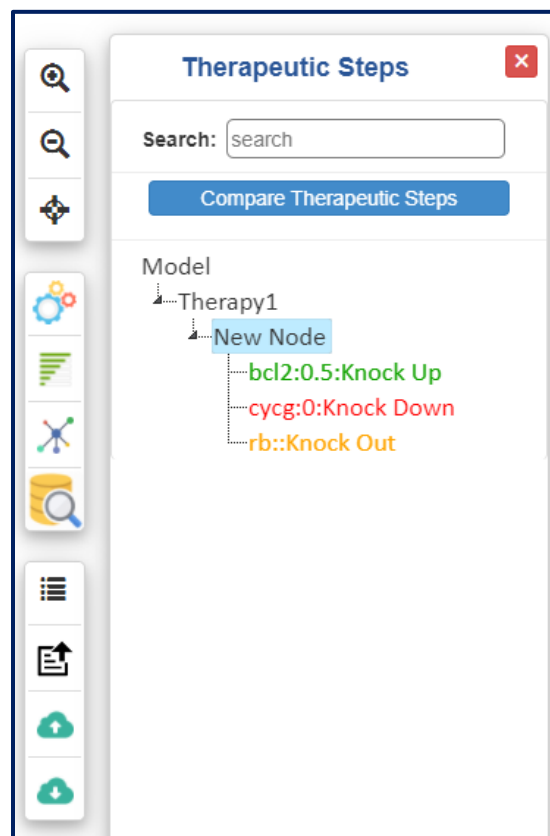 Therapeutic Steps
Search: search
Compare Therapeutic Steps
Model
Therapy1
New Node
bcl2:0.5:Knock Up
cycg:0:Knock Down
rb::Knock Out